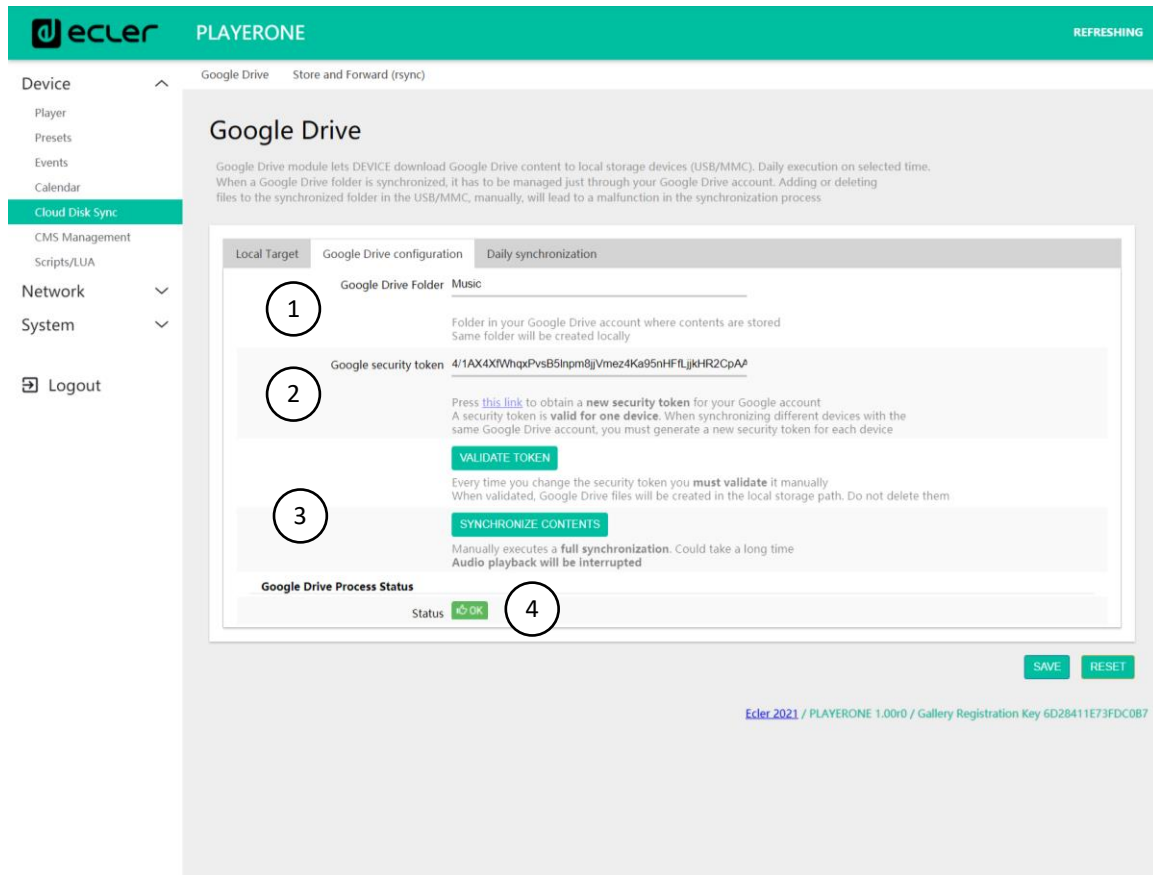 ecler
PLAYERONE
REFRESHING
Device
Player
Presets
Events
Calendar
Cloud Disk Sync
CMS Management
Scripts/LUA
Network
System
Logout
Google Drive Store and Forward (rsync)
Google Drive
Google Drive module lets DEVICE download Google Drive content to local storage devices (USB/MMC). Daily execution on selected time.
When a Google Drive folder is synchronized, it has to be managed just through your Google Drive account. Adding or deleting
files to the synchronized folder in the USB/MMC, manually, will lead to a malfunction in the synchronization process
Local Target Google Drive configuration Daily synchronization
1
Google Drive Folder Music
Folder in your Google Drive account where contents are stored
Same folder will be created locally
2
Google security token
Press this link to obtain a new security token for your Google account
A security token is valid for one device. When synchronizing different devices with the
same Google Drive account, you must generate a new security token for each device
VALIDATE TOKEN
Every time you change the security token you must validate it manually
When validated, Google Drive files will be created in the local storage path. Do not delete them
3
SYNCHRONIZE CONTENTS
Manually executes a full synchronization. Could take a long time
Audio playback will be interrupted
Google Drive Process Status
Status OK
4
SAVE RESET
Ecler 2021 / PLAYERONE 1.00r0 / Gallery Registration Key 6D28411E73FDC0B7